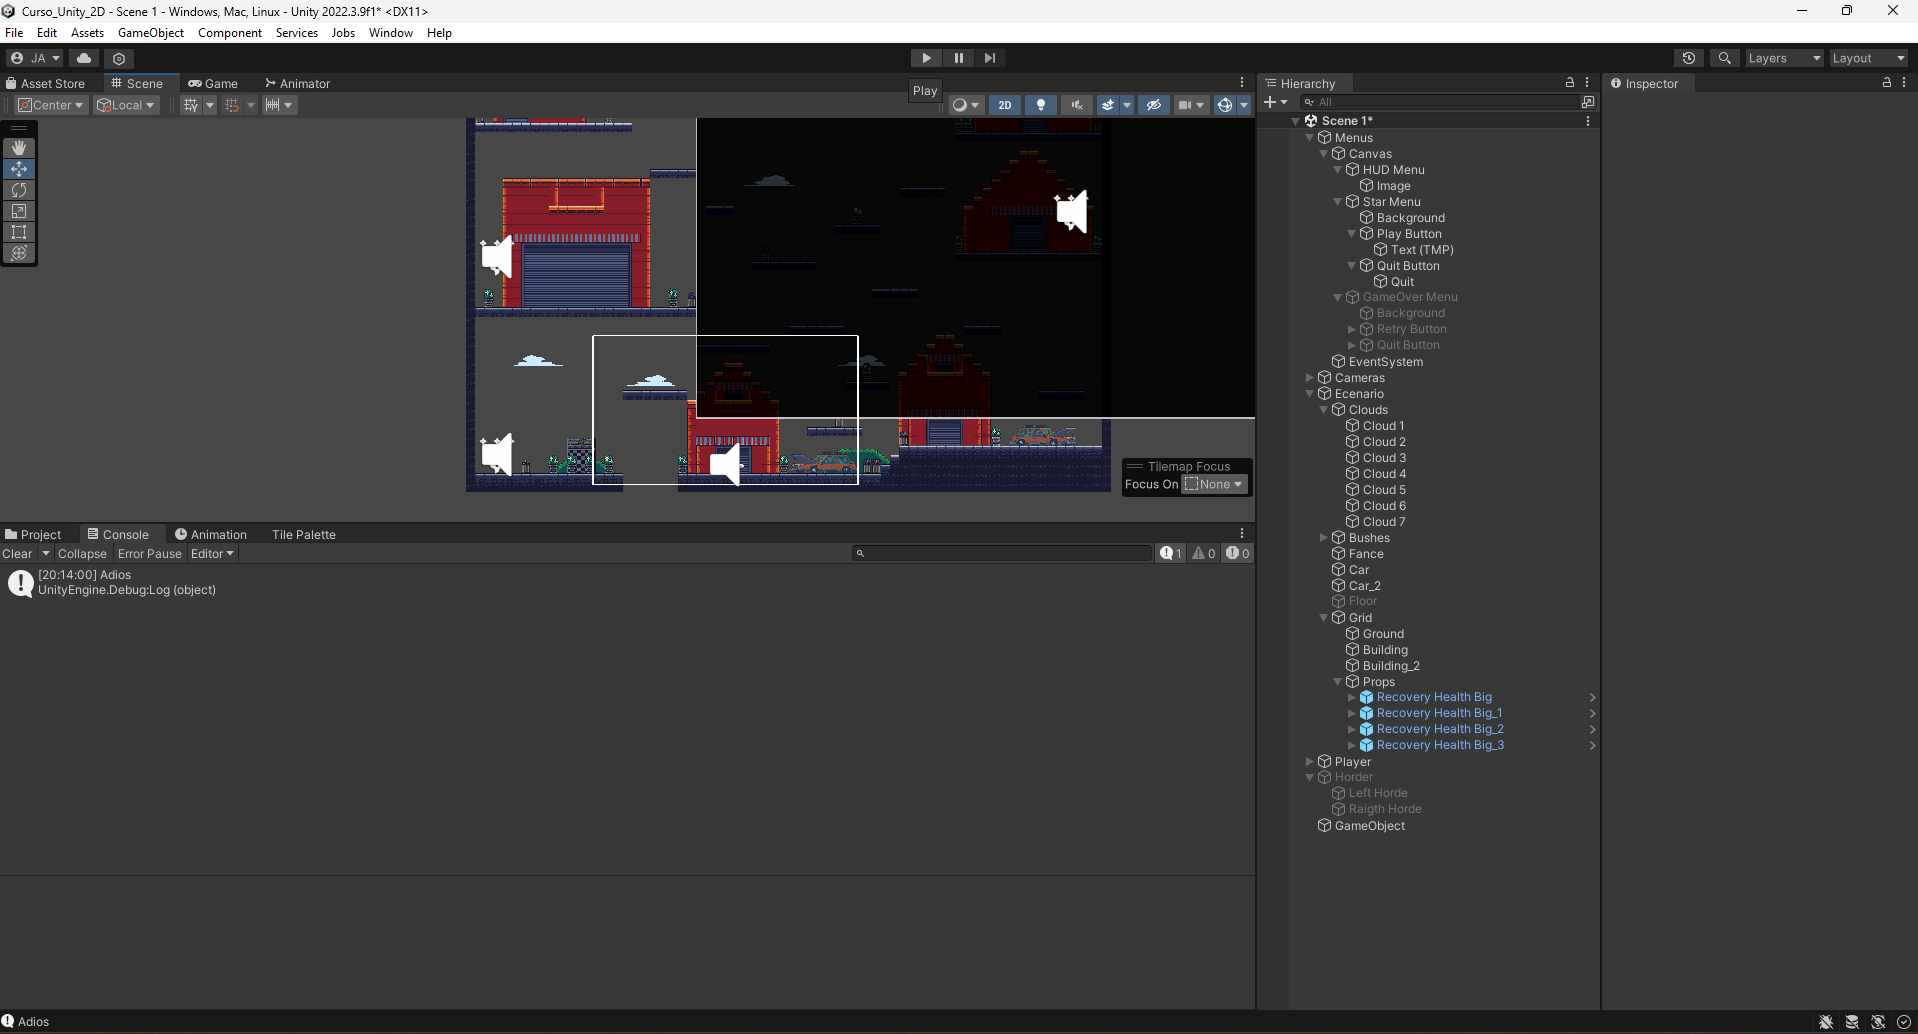 Curso_Unity_2D - Scene 1 - Windows, Mac, Linux - Unity 2022.3.9f1* <DX11>
File Edit Assets GameObject Component Services Jobs Window Help
JA Layers Layout
Asset Store Scene Game Animator
Play
Center Local 2D
Hierarchy
All
Scene 1*
Menus
Canvas
HUD Menu
Image
Star Menu
Background
Play Button
Text (TMP)
Quit Button
Quit
GameOver Menu
Background
Retry Button
Quit Button
EventSystem
Cameras
Ecenario
Clouds
Cloud 1
Cloud 2
Cloud 3
Cloud 4
Cloud 5
Cloud 6
Cloud 7
Bushes
Fance
Car
Car_2
Floor
Grid
Ground
Building
Building_2
Props
Recovery Health Big
Recovery Health Big_1
Recovery Health Big_2
Recovery Health Big_3
Player
Horder
Left Horde
Raigth Horde
GameObject
Inspector
Tilemap Focus
Focus On None
Project Console Animation Tile Palette
Clear Collapse Error Pause Editor 1 0 0
[20:14:00] Adios
UnityEngine.Debug:Log (object)
Adios